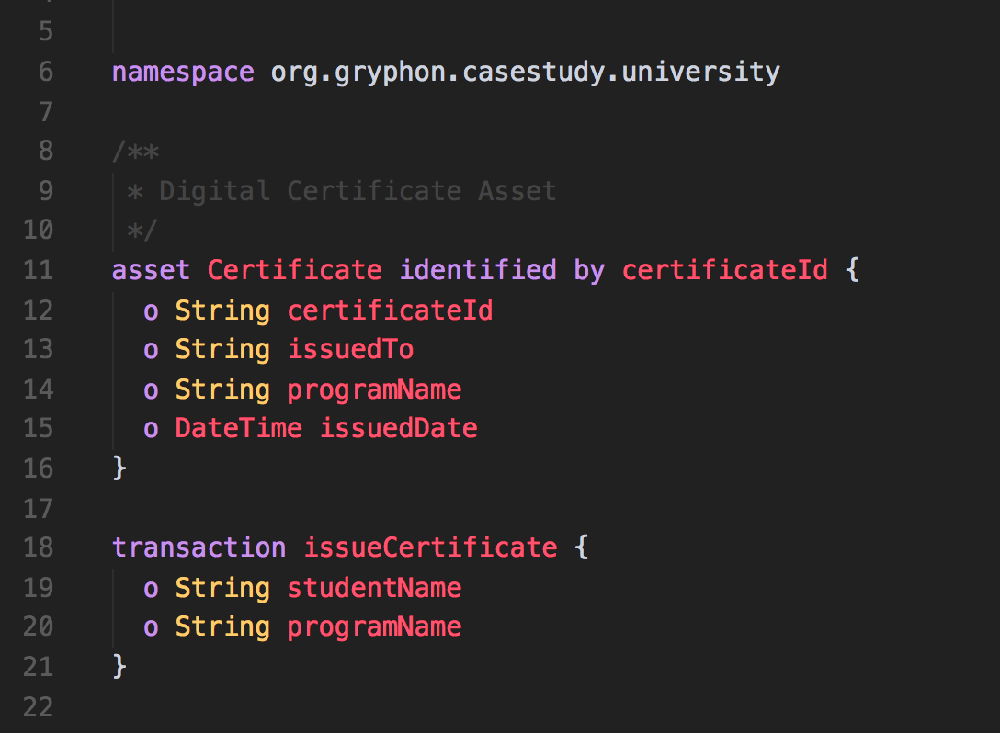 5
6 namespace org.gryphon.casestudy.university
7
8 /**
9 * Digital Certificate Asset
10 */
11 asset Certificate identified by certificateId {
12 o String certificateId
13 o String issuedTo
14 o String programName
15 o DateTime issuedDate
16 }
17
18 transaction issueCertificate {
19 o String studentName
20 o String programName
21 }
22